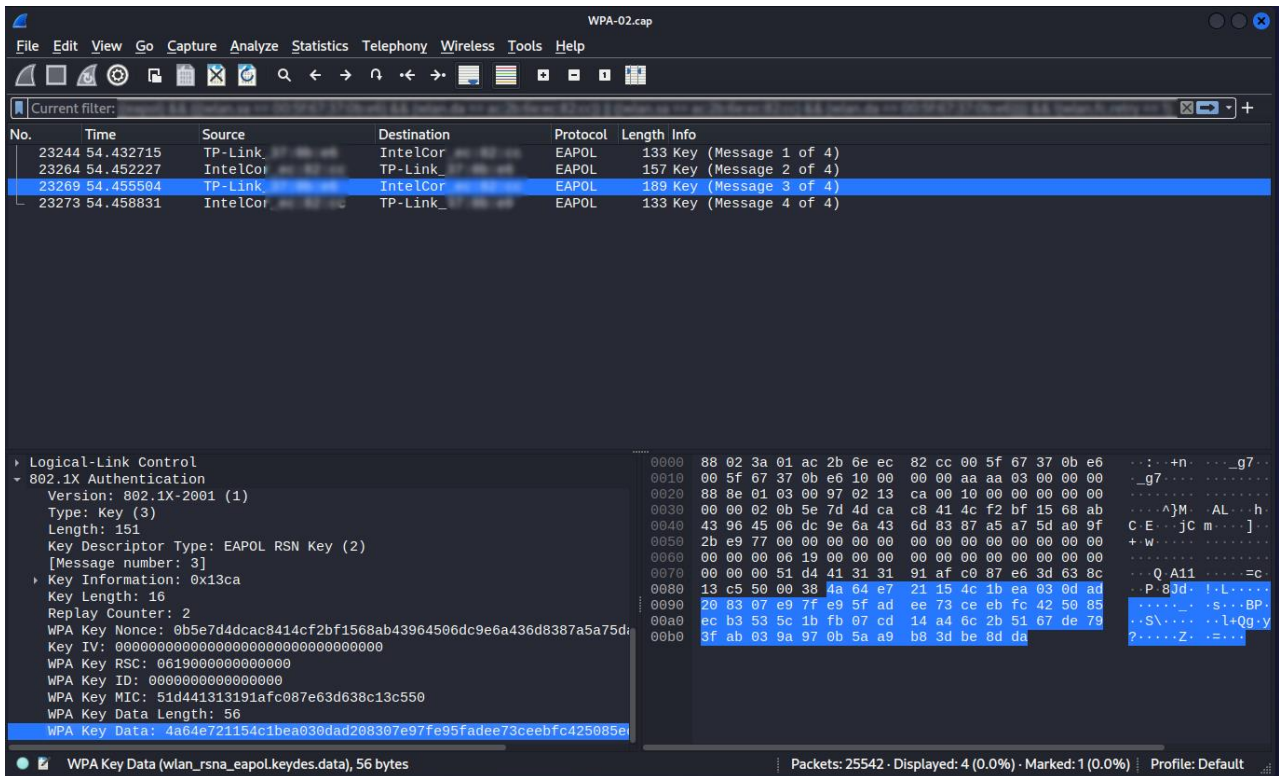 WPA-02.cap
File Edit View Go Capture Analyze Statistics Telephony Wireless Tools Help
Current filter:
No. Time Source Destination Protocol Length Info
23244 54.432715 TP-Link_ IntelCor EAPOL 133 Key (Message 1 of 4)
23264 54.452227 IntelCor TP-Link_ EAPOL 157 Key (Message 2 of 4)
23269 54.455504 TP-Link_ IntelCor EAPOL 189 Key (Message 3 of 4)
23273 54.458831 IntelCor TP-Link_ EAPOL 133 Key (Message 4 of 4)
Logical-Link Control
802.1X Authentication
Version: 802.1X-2001 (1)
Type: Key (3)
Length: 151
Key Descriptor Type: EAPOL RSN Key (2)
[Message number: 3]
Key Information: 0x13ca
Key Length: 16
Replay Counter: 2
WPA Key Nonce: 0b5e7d4dcac8414cf2bf1568ab43964506dc9e6a436d8387a5a75da
Key IV: 00000000000000000000000000000000
WPA Key RSC: 0619000000000000
WPA Key ID: 0000000000000000
WPA Key MIC: 51d441313191afc087e63d638c13c550
WPA Key Data Length: 56
WPA Key Data: 4a64e721154c1bea030dad208307e97fe95fadee73ceebfc425085e
0000 88 02 3a 01 ac 2b 6e ec 82 cc 00 5f 67 37 0b e6 ··:··+n· ···_g7··
0010 00 5f 67 37 0b e6 10 00 00 00 aa aa 03 00 00 00 ·_g7···· ········
0020 88 8e 01 03 00 97 02 13 ca 00 10 00 00 00 00 00 ········ ········
0030 00 00 02 0b 5e 7d 4d ca c8 41 4c f2 bf 15 68 ab ····^}M· ·AL···h·
0040 43 96 45 06 dc 9e 6a 43 6d 83 87 a5 a7 5d a0 9f C·E···jC m····]··
0050 2b e9 77 00 00 00 00 00 00 00 00 00 00 00 00 00 +·w····· ········
0060 00 00 00 06 19 00 00 00 00 00 00 00 00 00 00 00 ········ ········
0070 00 00 00 51 d4 41 31 31 91 af c0 87 e6 3d 63 8c ···Q·A11 ·····=c·
0080 13 c5 50 00 38 4a 64 e7 21 15 4c 1b ea 03 0d ad ··P·8Jd· !·L·····
0090 20 83 07 e9 7f e9 5f ad ee 73 ce eb fc 42 50 85 ······_· ·s···BP·
00a0 ec b3 53 5c 1b fb 07 cd 14 a4 6c 2b 51 67 de 79 ··S\···· ··l+Qg·y
00b0 3f ab 03 9a 97 0b 5a a9 b8 3d be 8d da ?·····Z· ·=···
WPA Key Data (wlan_rsna_eapol.keydes.data), 56 bytes
Packets: 25542 · Displayed: 4 (0.0%) · Marked: 1 (0.0%)
Profile: Default